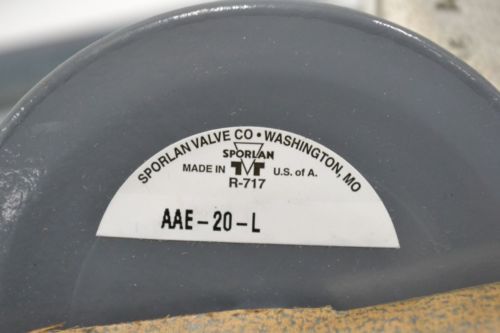 SPORLAN VALVE CO • WASHINGTON, MO
SPORLAN
MADE IN U.S. of A.
R-717
AAE-20-L